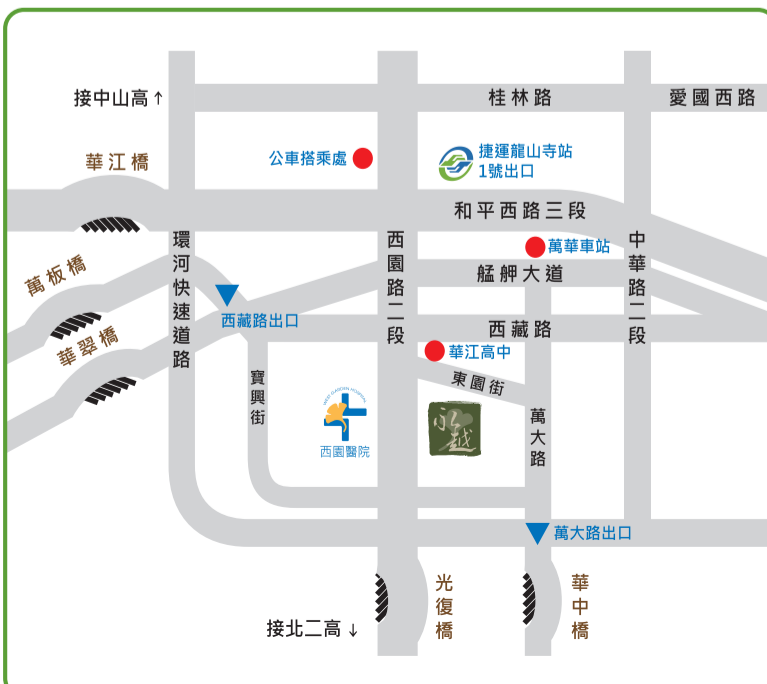 接中山高↑
桂林路
愛國西路
公車搭乘處
捷運龍山寺站
1號出口
華江橋
和平西路三段
環河快速道路
西園路二段
中華路二段
萬華車站
艋舺大道
萬板橋
西藏路出口
西藏路
華翠橋
華江高中
東園街
寶興街
WEST GARDEN HOSPITAL
西園醫院
永越
萬大路
萬大路出口
光復橋
華中橋
接北二高↓